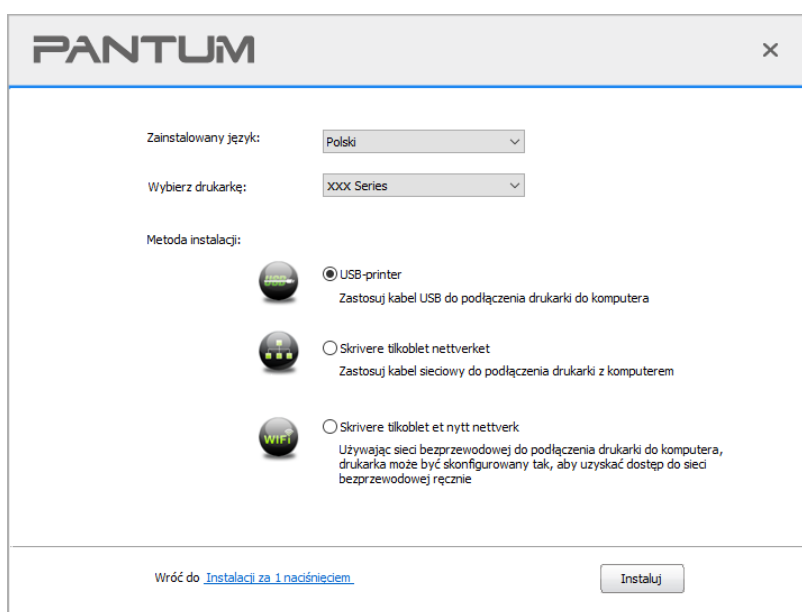 PANTUM
Zainstalowany język:
Polski
Wybierz drukarkę:
XXX Series
Metoda instalacji:
USB
USB-printer
Zastosuj kabel USB do podłączenia drukarki do komputera
Skrivere tilkoblet nettverket
Zastosuj kabel sieciowy do podłączenia drukarki z komputerem
WiFi
Skrivere tilkoblet et nytt nettverk
Używając sieci bezprzewodowej do podłączenia drukarki do komputera,
drukarka może być skonfigurowany tak, aby uzyskać dostęp do sieci
bezprzewodowej ręcznie
Wróć do Instalacji za 1 naciśnięciem
Instaluj